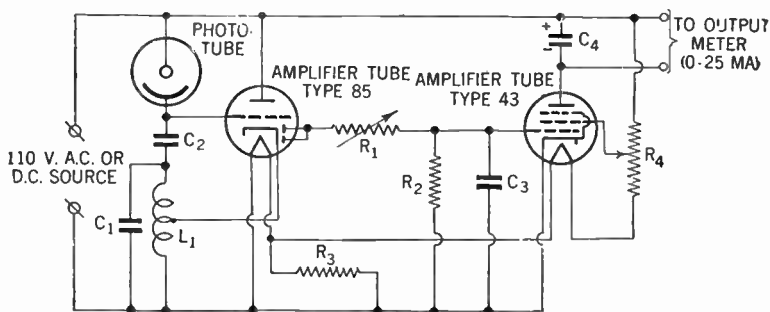 PHOTO-
TUBE
C4
TO OUTPUT
METER
(0-25 MA)
AMPLIFIER TUBE
TYPE 85
AMPLIFIER TUBE
TYPE 43
C2
110 V. A.C. OR
D.C. SOURCE
R1
R2
C3
R4
C1
L1
R3